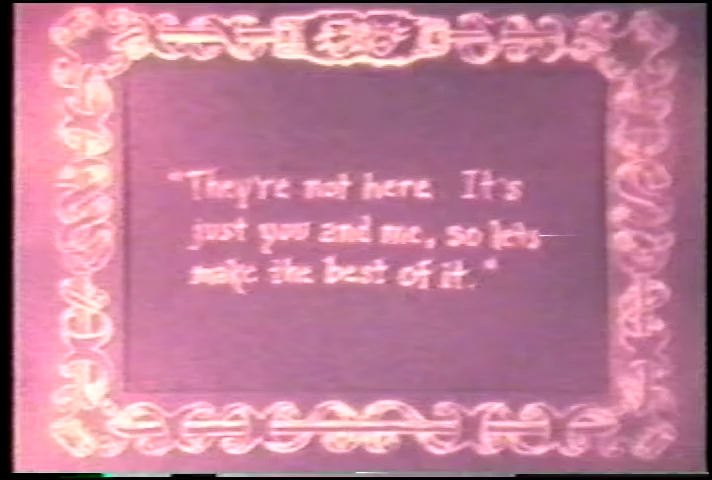 "They're not here It's
just you and me, so lets
make the best of it."